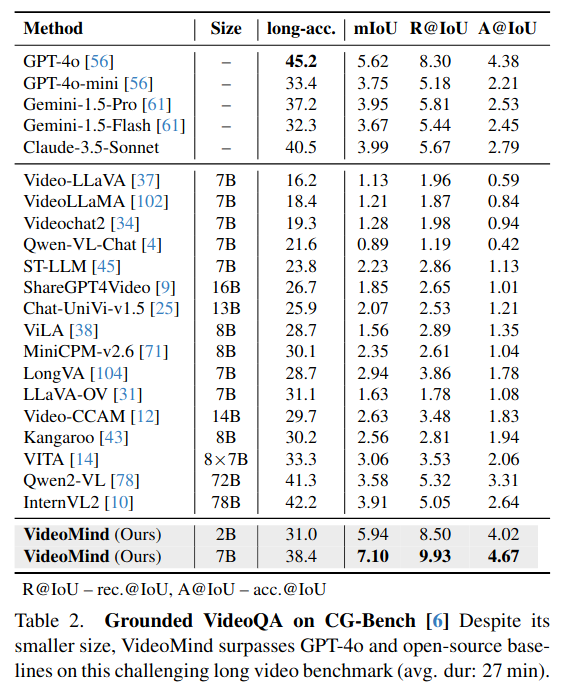 Method Size long-acc. mIoU R@IoU A@IoU
GPT-4o [56] – 45.2 5.62 8.30 4.38
GPT-4o-mini [56] – 33.4 3.75 5.18 2.21
Gemini-1.5-Pro [61] – 37.2 3.95 5.81 2.53
Gemini-1.5-Flash [61] – 32.3 3.67 5.44 2.45
Claude-3.5-Sonnet – 40.5 3.99 5.67 2.79
Video-LLaVA [37] 7B 16.2 1.13 1.96 0.59
VideoLLaMA [102] 7B 18.4 1.21 1.87 0.84
Videochat2 [34] 7B 19.3 1.28 1.98 0.94
Qwen-VL-Chat [4] 7B 21.6 0.89 1.19 0.42
ST-LLM [45] 7B 23.8 2.23 2.86 1.13
ShareGPT4Video [9] 16B 26.7 1.85 2.65 1.01
Chat-UniVi-v1.5 [25] 13B 25.9 2.07 2.53 1.21
ViLA [38] 8B 28.7 1.56 2.89 1.35
MiniCPM-v2.6 [71] 8B 30.1 2.35 2.61 1.04
LongVA [104] 7B 28.7 2.94 3.86 1.78
LLaVA-OV [31] 7B 31.1 1.63 1.78 1.08
Video-CCAM [12] 14B 29.7 2.63 3.48 1.83
Kangaroo [43] 8B 30.2 2.56 2.81 1.94
VITA [14] 8×7B 33.3 3.06 3.53 2.06
Qwen2-VL [78] 72B 41.3 3.58 5.32 3.31
InternVL2 [10] 78B 42.2 3.91 5.05 2.64
VideoMind (Ours) 2B 31.0 5.94 8.50 4.02
VideoMind (Ours) 7B 38.4 7.10 9.93 4.67
R@IoU – rec.@IoU, A@IoU – acc.@IoU
Table 2. Grounded VideoQA on CG-Bench [6] Despite its
smaller size, VideoMind surpasses GPT-4o and open-source base-
lines on this challenging long video benchmark (avg. dur: 27 min).